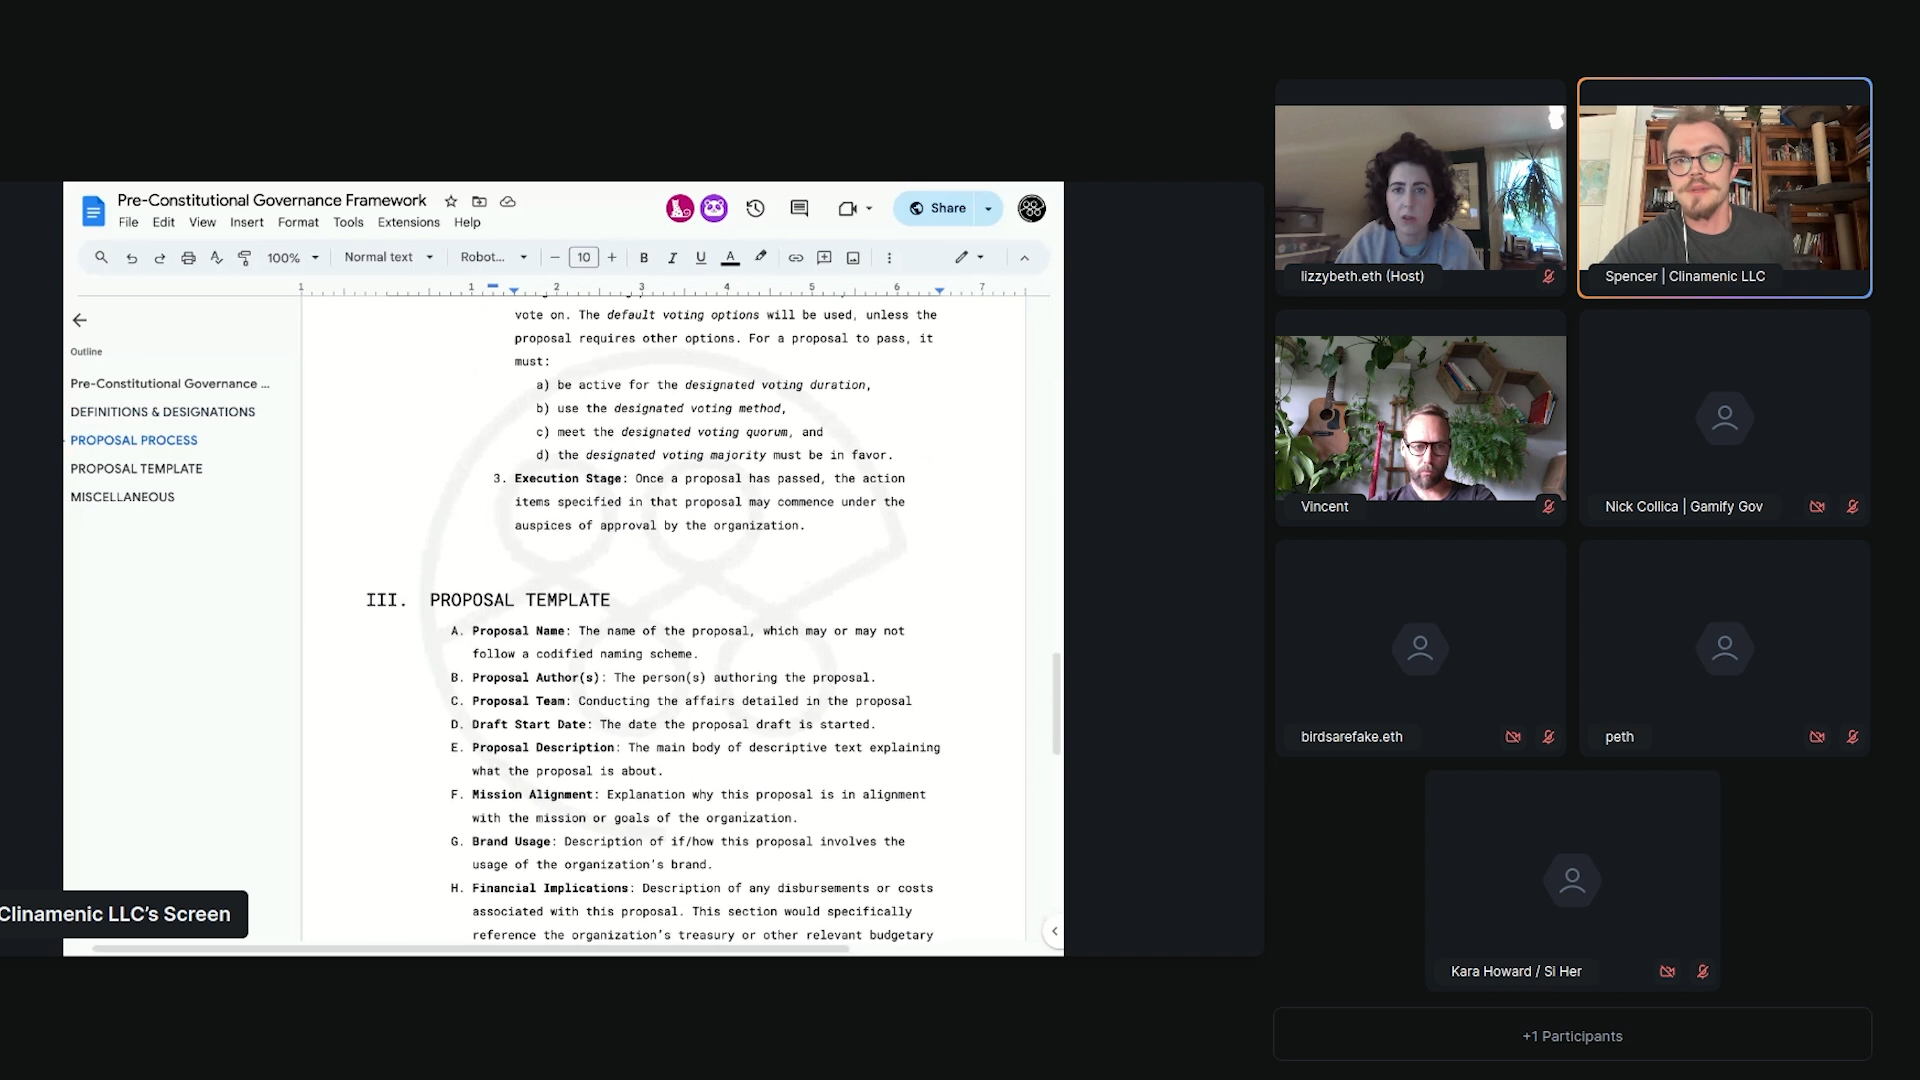 Pre-Constitutional Governance Framework
File Edit View Insert Format Tools Extensions Help
Share
100% Normal text Robot... 10 B I U A
1 1 2 3 4 5 6 7
Outline
Pre-Constitutional Governance ...
DEFINITIONS & DESIGNATIONS
PROPOSAL PROCESS
PROPOSAL TEMPLATE
MISCELLANEOUS
vote on. The default voting options will be used, unless the
proposal requires other options. For a proposal to pass, it
must:
a) be active for the designated voting duration,
b) use the designated voting method,
c) meet the designated voting quorum, and
d) the designated voting majority must be in favor.
3. Execution Stage: Once a proposal has passed, the action
items specified in that proposal may commence under the
auspices of approval by the organization.
III. PROPOSAL TEMPLATE
A. Proposal Name: The name of the proposal, which may or may not
follow a codified naming scheme.
B. Proposal Author(s): The person(s) authoring the proposal.
C. Proposal Team: Conducting the affairs detailed in the proposal
D. Draft Start Date: The date the proposal draft is started.
E. Proposal Description: The main body of descriptive text explaining
what the proposal is about.
F. Mission Alignment: Explanation why this proposal is in alignment
with the mission or goals of the organization.
G. Brand Usage: Description of if/how this proposal involves the
usage of the organization's brand.
H. Financial Implications: Description of any disbursements or costs
associated with this proposal. This section would specifically
reference the organization's treasury or other relevant budgetary
Clinamenic LLC's Screen
lizzybeth.eth (Host)
Spencer | Clinamenic LLC
Vincent
Nick Collica | Gamify Gov
birdsarefake.eth
peth
Kara Howard / Si Her
+1 Participants